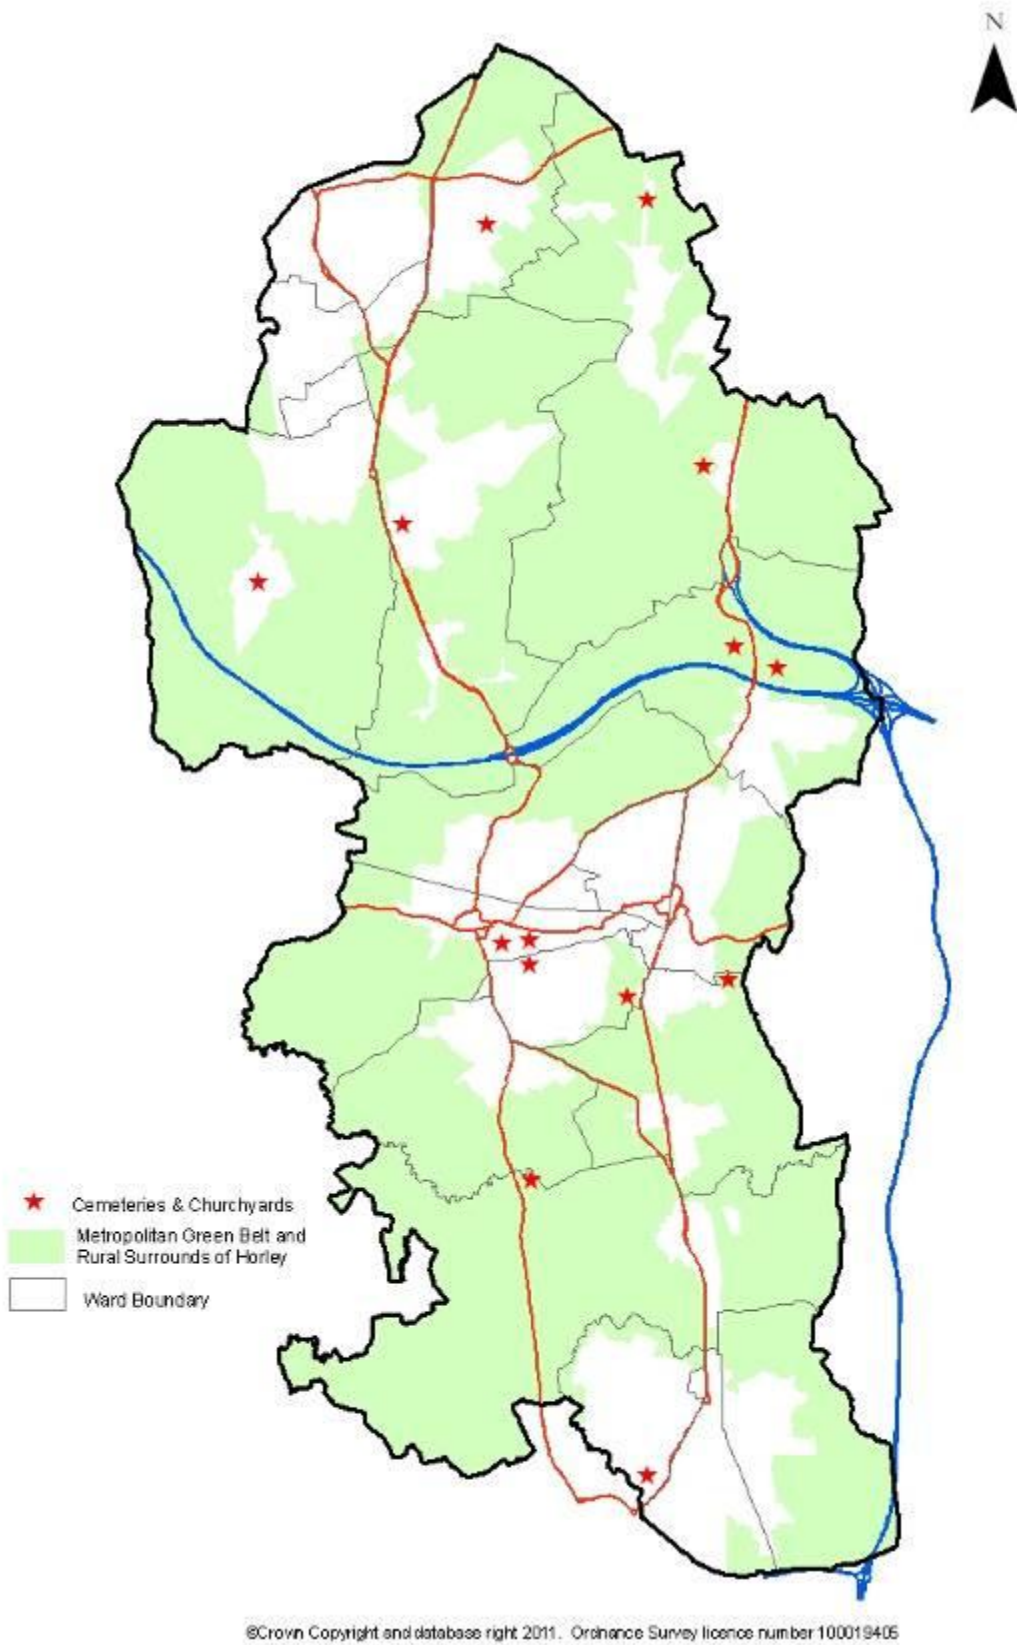 N
Cemeteries & Churchyards
Metropolitan Green Belt and
Rural Surrounds of Horley
Ward Boundary
©Crown Copyright and database right 2011. Ordnance Survey licence number 100019405